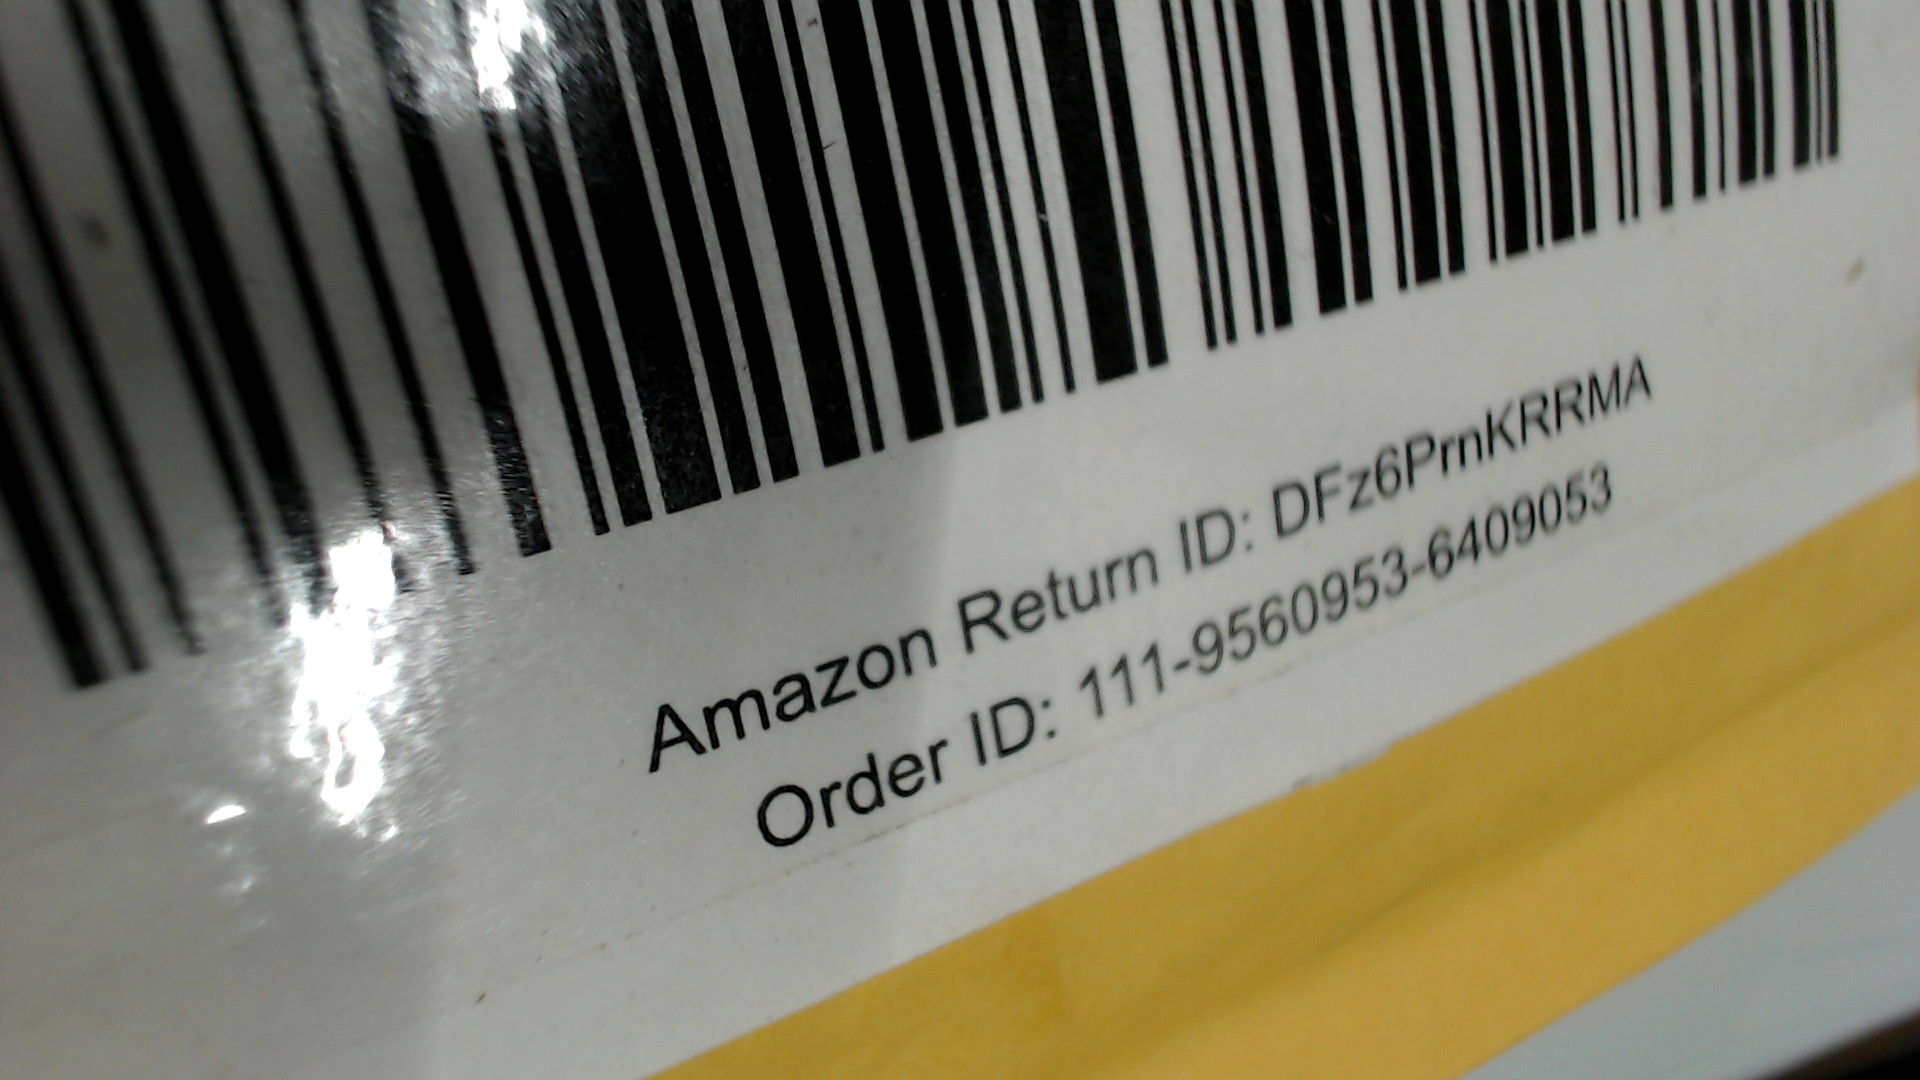 Amazon Return ID: DFz6PrnKRRMA
Order ID: 111-9560953-6409053